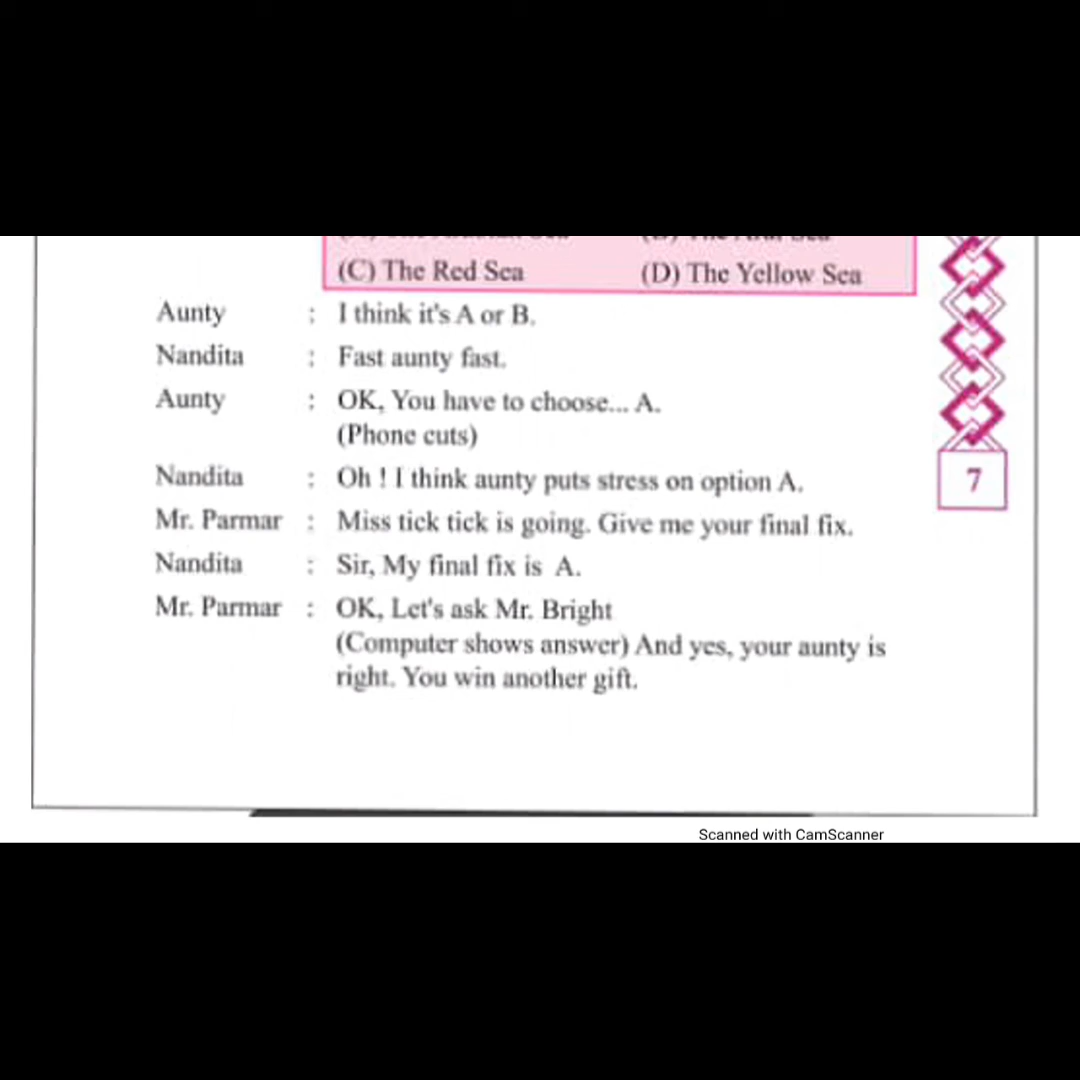 (C) The Red Sea (D) The Yellow Sea
Aunty : I think it's A or B.
Nandita : Fast aunty fast.
Aunty : OK, You have to choose... A.
(Phone cuts)
Nandita : Oh ! I think aunty puts stress on option A.
7
Mr. Parmar : Miss tick tick is going. Give me your final fix.
Nandita : Sir, My final fix is A.
Mr. Parmar : OK, Let's ask Mr. Bright
(Computer shows answer) And yes, your aunty is
right. You win another gift.
Scanned with CamScanner